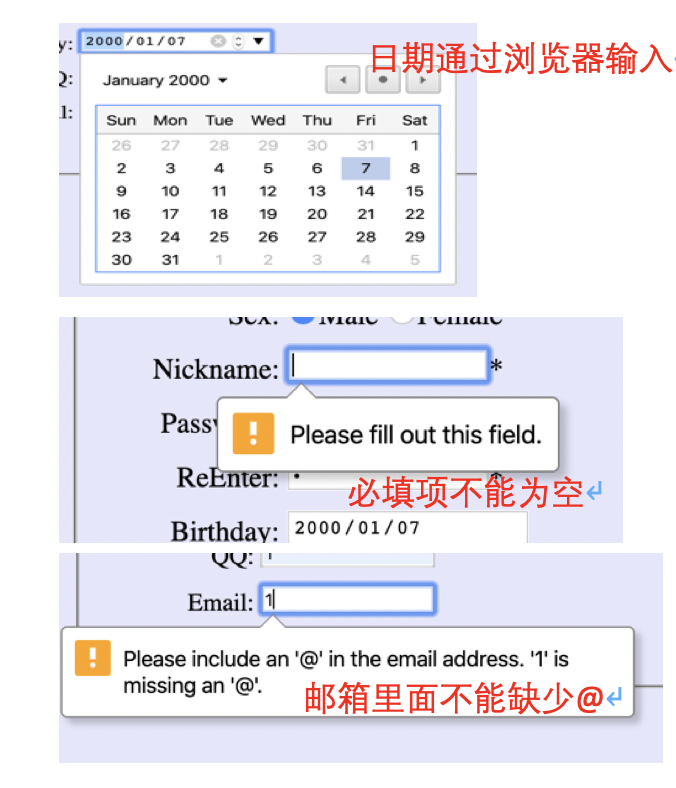 y: 2000/01/07
日期通过浏览器输入
Q:
January 2000
l:
Sun Mon Tue Wed Thu Fri Sat
26 27 28 29 30 31 1
2 3 4 5 6 7 8
9 10 11 12 13 14 15
16 17 18 19 20 21 22
23 24 25 26 27 28 29
30 31 1 2 3 4 5
Sex: Male Female
Nickname: *
Passw
Please fill out this field.
ReEnter: *
必填项不能为空
Birthday: 2000/01/07
QQ: 1
Email: 1
Please include an '@' in the email address. '1' is
missing an '@'.
邮箱里面不能缺少@